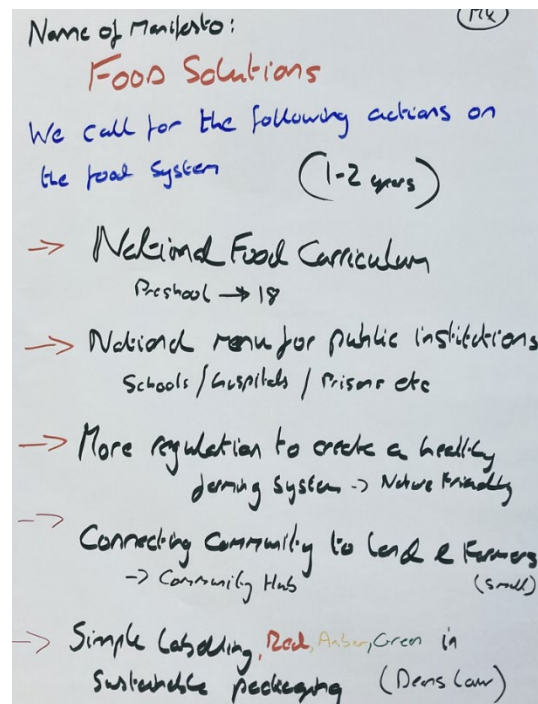 Name of Manifesto:
Food Solutions
We call for the following actions on
the food system (1-2 years)
→ National Food Curriculum
Preschool → 18
→ National menu for public institutions
Schools / Hospitals / Prisons etc
→ More regulation to create a healthy
farming system → Nature Friendly
→ Connecting Community to land & Farmers
→ Community Hub (Small)
→ Simple Labelling, Red, Amber, Green in
Sustainable packaging (Deans Law)